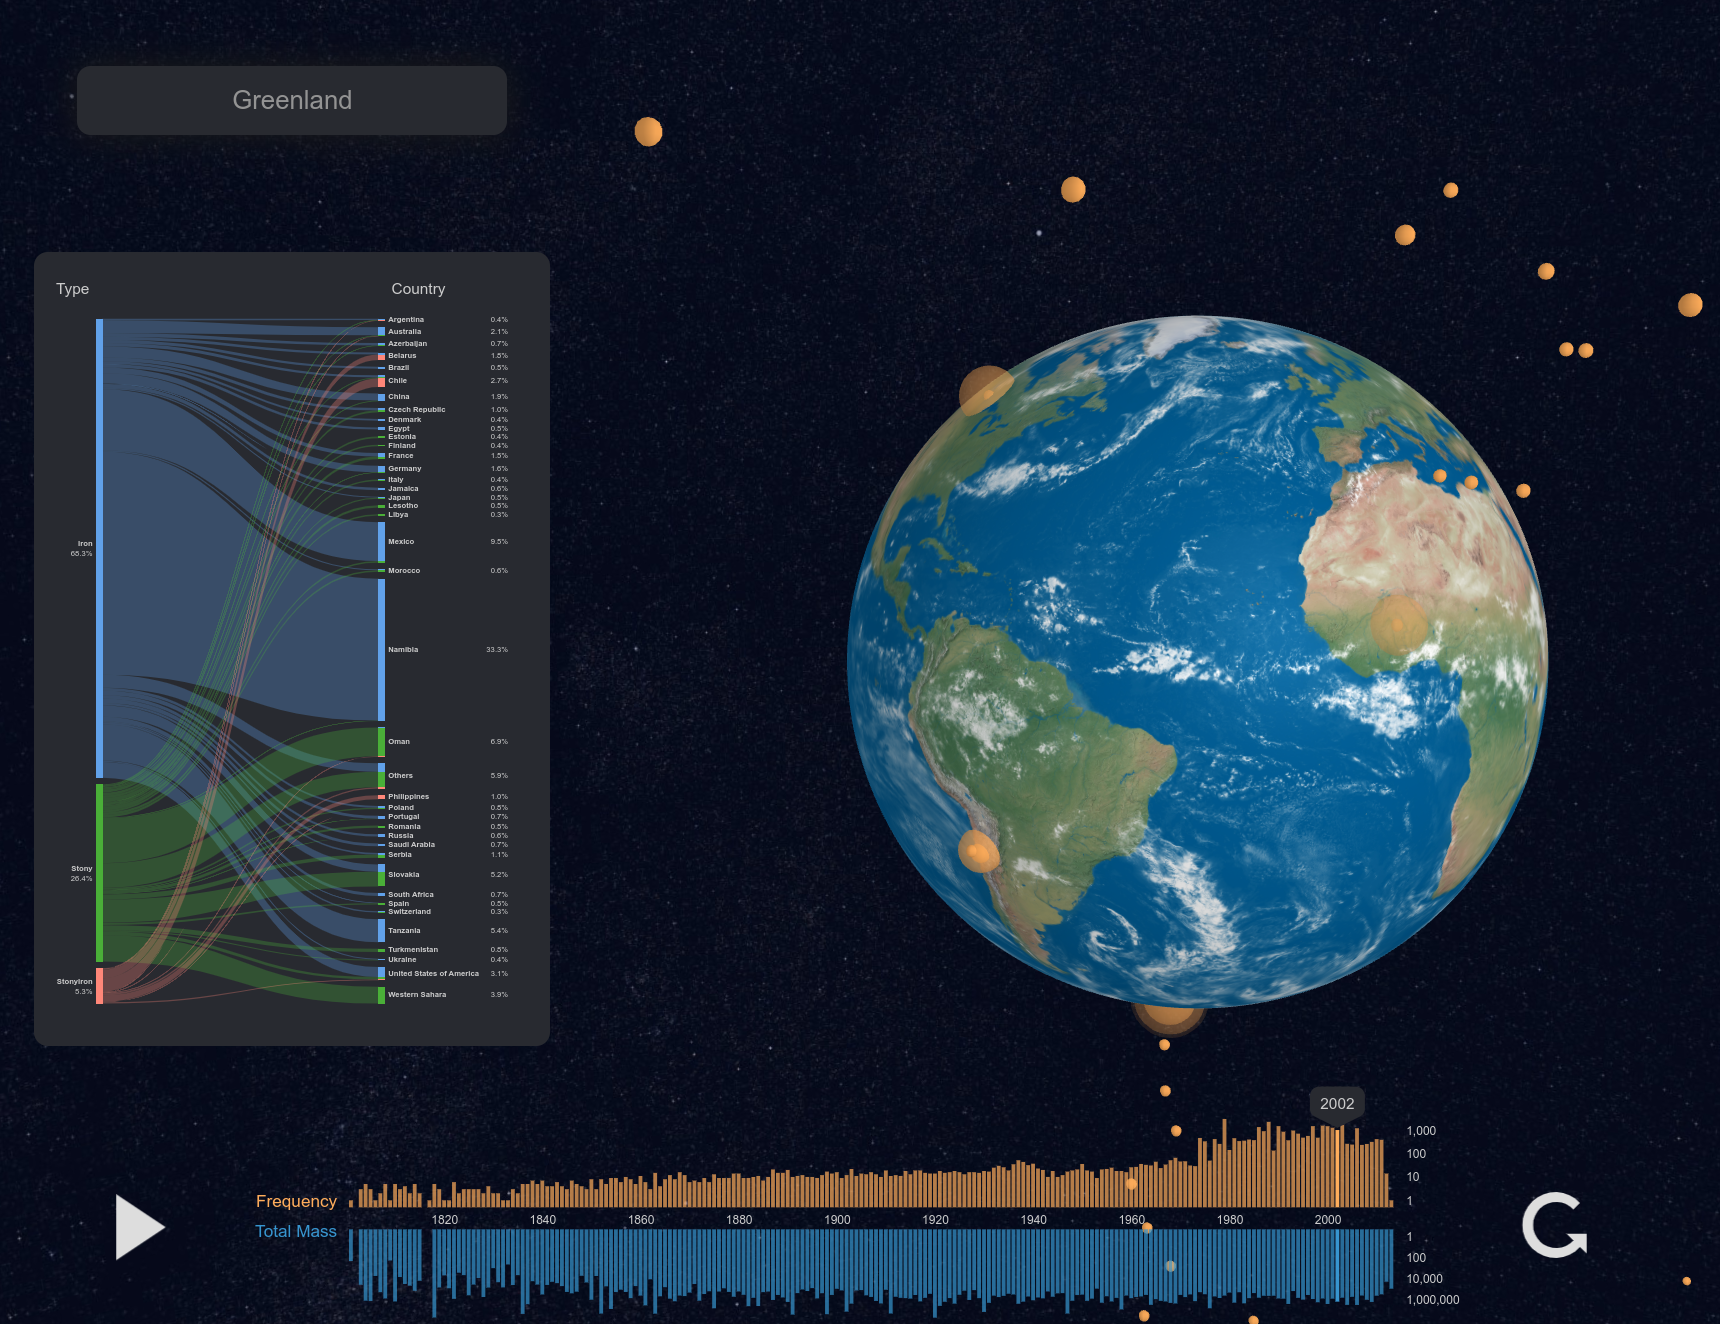 Greenland
Type Country
Argentina 0.4%
Australia 2.1%
Azerbaijan 0.7%
Belarus 1.8%
Brazil 0.5%
Chile 2.7%
China 1.9%
Czech Republic 1.0%
Denmark 0.4%
Egypt 0.5%
Estonia 0.4%
Finland 0.4%
France 1.5%
Germany 1.6%
Italy 0.4%
Jamaica 0.6%
Japan 0.5%
Lesotho 0.5%
Libya 0.3%
Mexico 9.5%
Iron
68.3%
Morocco 0.6%
Namibia 33.3%
Oman 6.9%
Others 5.9%
Philippines 1.0%
Poland 0.8%
Portugal 0.7%
Romania 0.5%
Russia 0.6%
Saudi Arabia 0.7%
Serbia 1.1%
Stony
26.4%
Slovakia 5.2%
South Africa 0.7%
Spain 0.5%
Switzerland 0.3%
Tanzania 5.4%
Turkmenistan 0.8%
Ukraine 0.4%
United States of America 3.1%
StonyIron
5.3%
Western Sahara 3.9%
2002
1,000
100
10
Frequency 1
1820 1840 1860 1880 1900 1920 1940 1960 1980 2000
Total Mass 1
100
10,000
1,000,000